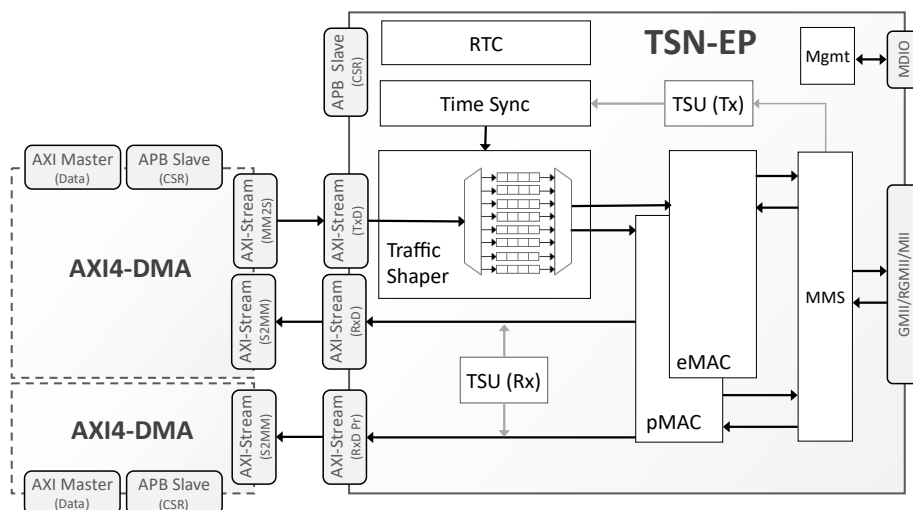 TSN-EP
RTC
Mgmt
MDIO
APB Slave
(CSR)
Time Sync
TSU (Tx)
AXI Master
(Data)
APB Slave
(CSR)
AXI-Stream
(MM2S)
AXI-Stream
(TxD)
Traffic
Shaper
AXI4-DMA
AXI-Stream
(S2MM)
AXI-Stream
(RxD)
MMS
GMII/RGMII/MII
eMAC
TSU (Rx)
pMAC
AXI4-DMA
AXI-Stream
(S2MM)
AXI-Stream
(RxD Pr)
AXI Master
(Data)
APB Slave
(CSR)